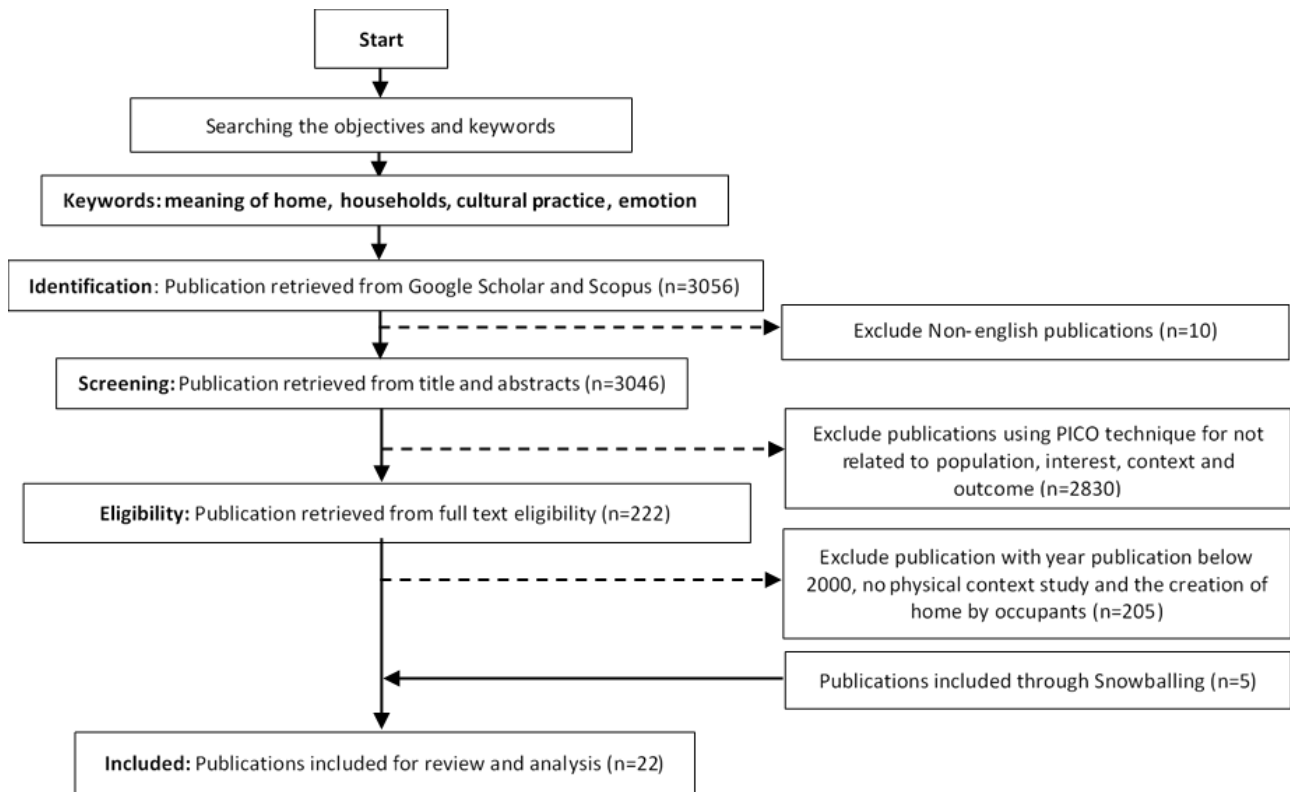 Start
Searching the objectives and keywords
Keywords: meaning of home, households, cultural practice, emotion
Identification: Publication retrieved from Google Scholar and Scopus (n=3056)
Exclude Non-english publications (n=10)
Screening: Publication retrieved from title and abstracts (n=3046)
Exclude publications using PICO technique for not
related to population, interest, context and
outcome (n=2830)
Eligibility: Publication retrieved from full text eligibility (n=222)
Exclude publication with year publication below
2000, no physical context study and the creation of
home by occupants (n=205)
Publications included through Snowballing (n=5)
Included: Publications included for review and analysis (n=22)